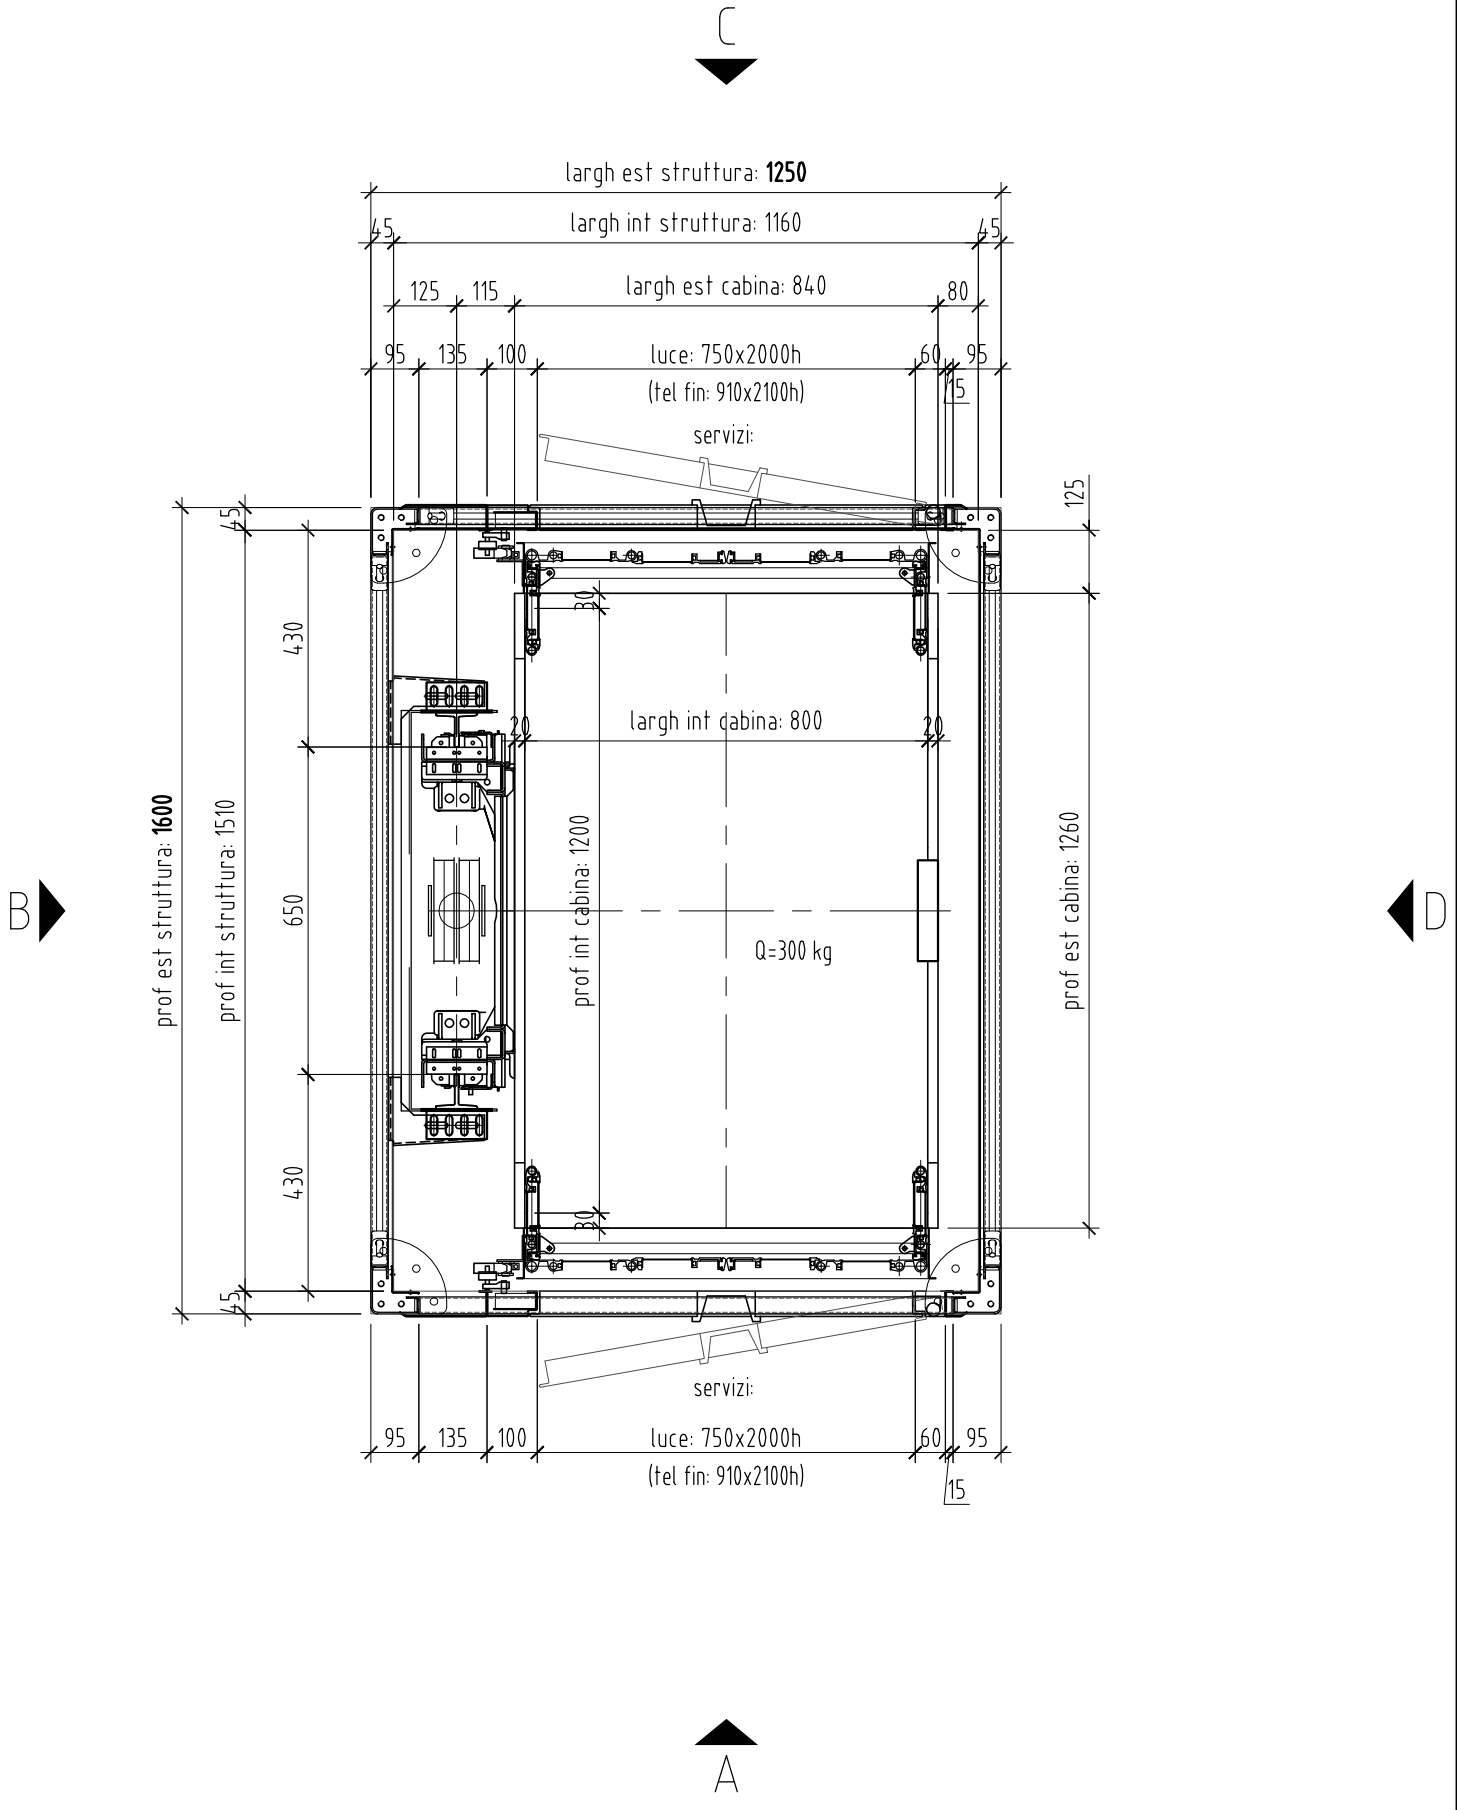 C
largh est struttura: 1250
45
largh int struttura: 1160
45
125
115
largh est cabina: 840
80
95
135
100
luce: 750x2000h
60
95
(tel fin: 910x2100h)
15
servizi:
125
45
430
30
largh int cabina: 800
20
20
prof est struttura: 1600
prof int struttura: 1510
650
prof int cabina: 1200
prof est cabina: 1260
B
D
Q=300 kg
430
30
45
servizi:
95
135
100
luce: 750x2000h
60
95
(tel fin: 910x2100h)
15
A